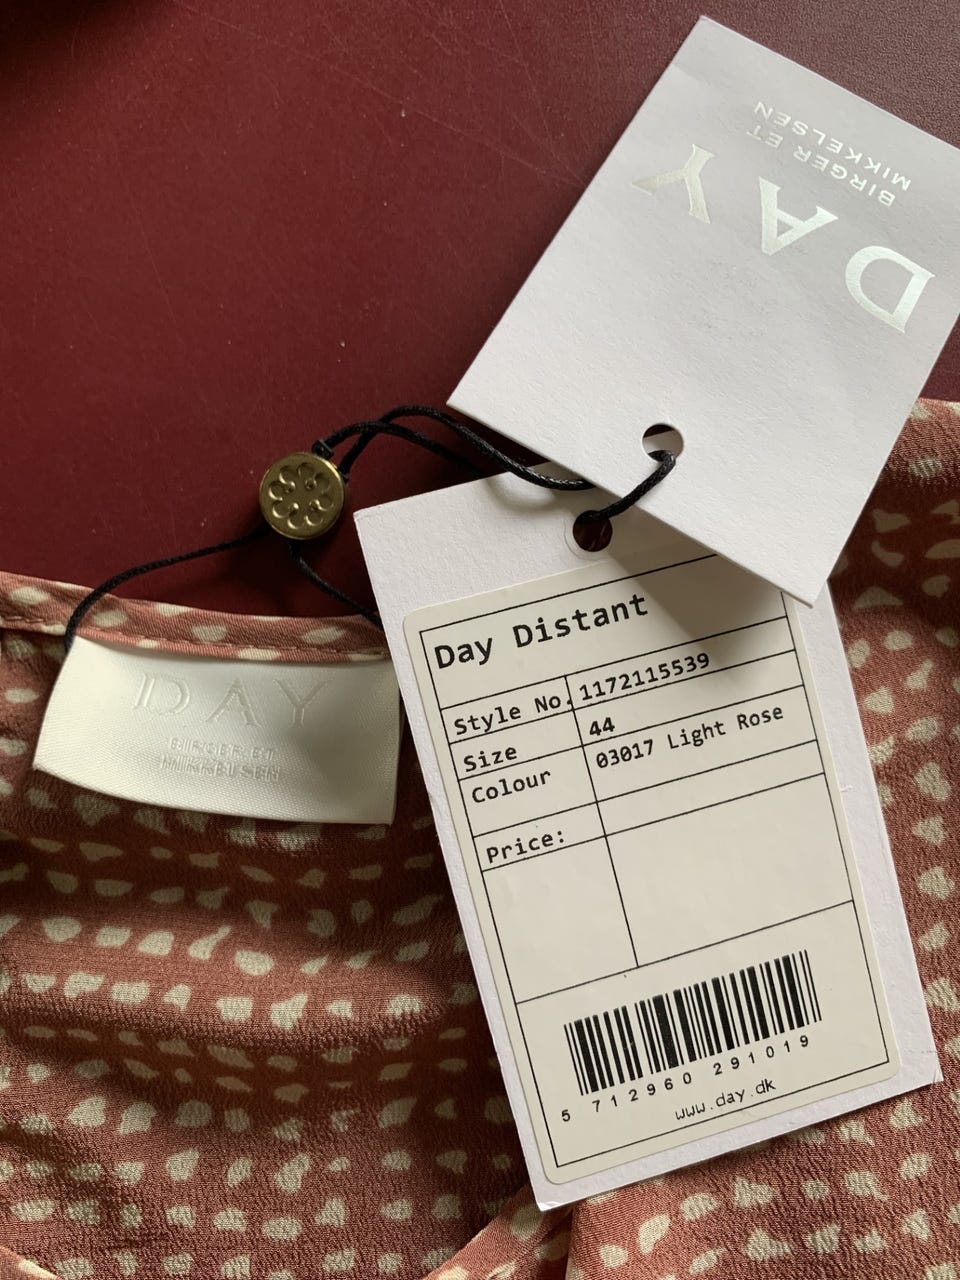 DAY
BIRGER ET
MIKKELSEN
DAY
BIRGER ET
MIKKELSEN
Day Distant
Style No. 1172115539
Size 44
Colour 03017 Light Rose
Price:
5 712960 291019
www.day.dk